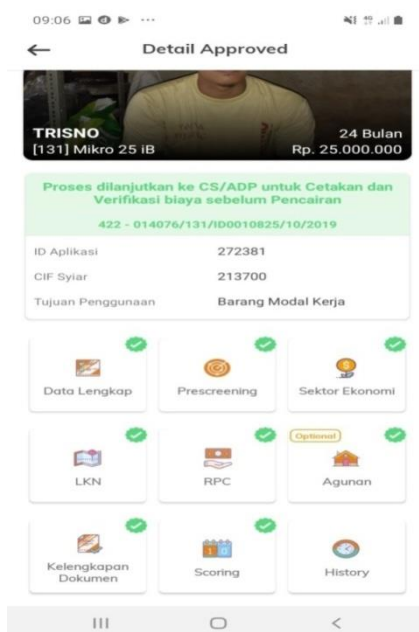 09:06
Detail Approved
TRISNO
24 Bulan
[131] Mikro 25 iB
Rp. 25.000.000
Proses dilanjutkan ke CS/ADP untuk Cetakan dan
Verifikasi biaya sebelum Pencairan
422 - 014076/131/ID0010825/10/2019
ID Aplikasi 272381
CIF Syiar 213700
Tujuan Penggunaan Barang Modal Kerja
Data Lengkap
Prescreening
Sektor Ekonomi
Optional
LKN
RPC
Agunan
Kelengkapan
Dokumen
Scoring
History